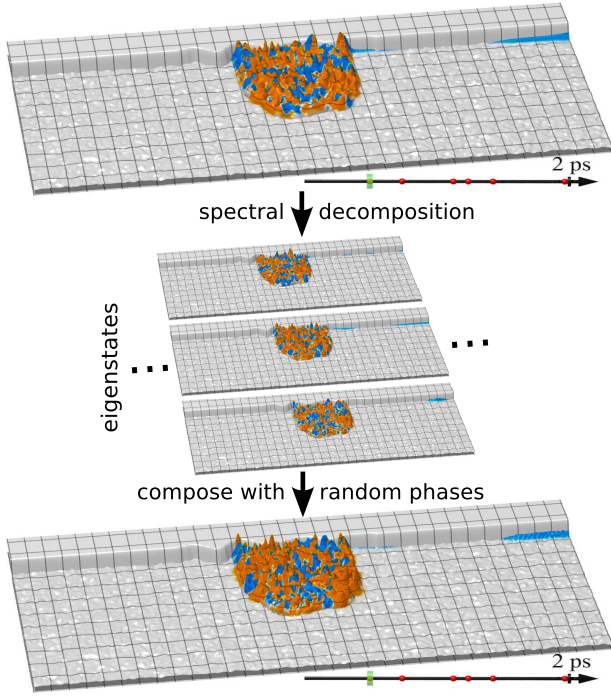 2 ps
spectral decomposition
eigenstates
compose with random phases
2 ps